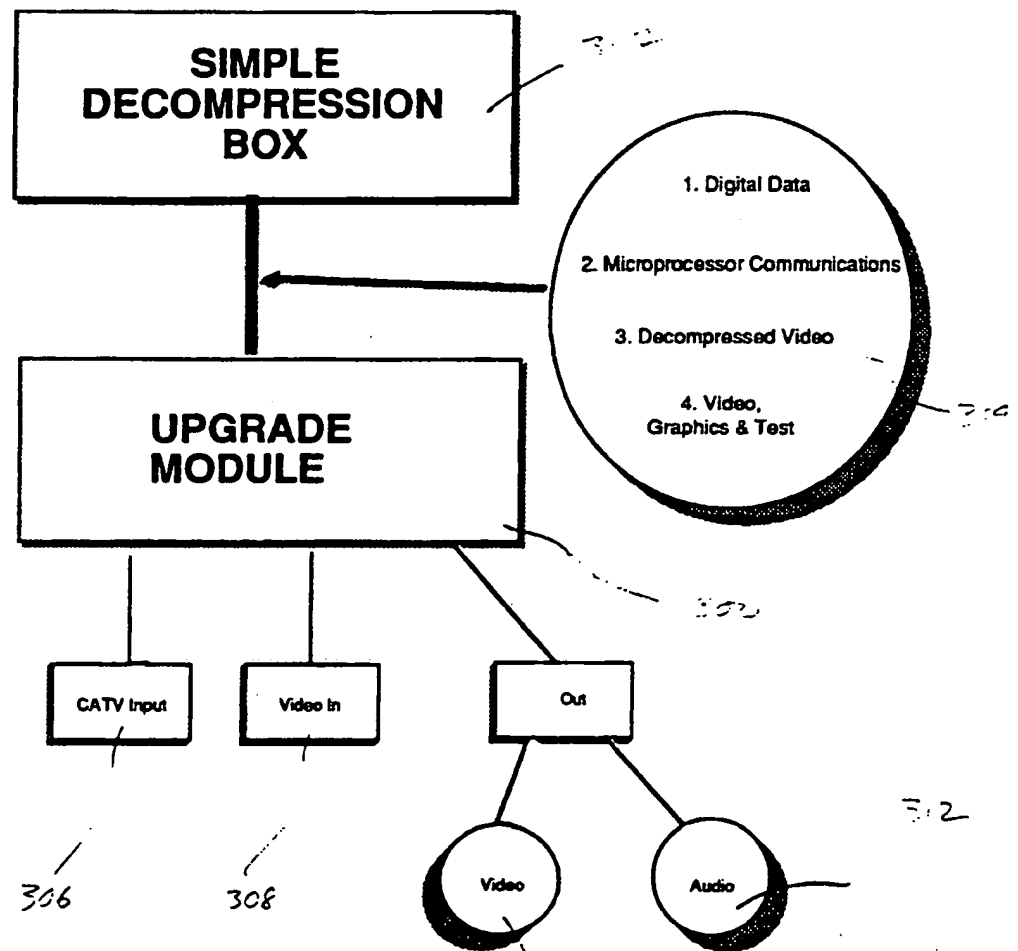 SIMPLE
DECOMPRESSION
BOX
1. Digital Data
2. Microprocessor Communications
3. Decompressed Video
4. Video,
Graphics & Test
UPGRADE
MODULE
CATV Input
Video In
Out
312
306
308
Video
Audio